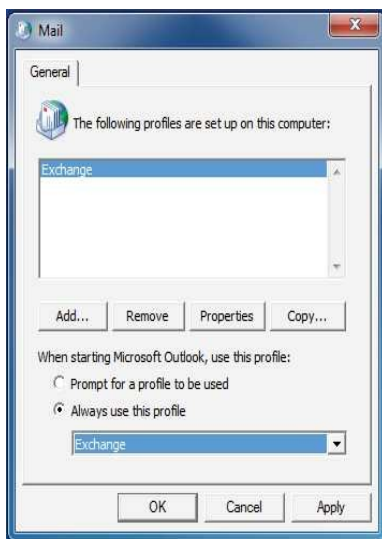 Mail
General
The following profiles are set up on this computer:
Exchange
Add... Remove Properties Copy...
When starting Microsoft Outlook, use this profile:
Prompt for a profile to be used
Always use this profile
Exchange
OK Cancel Apply